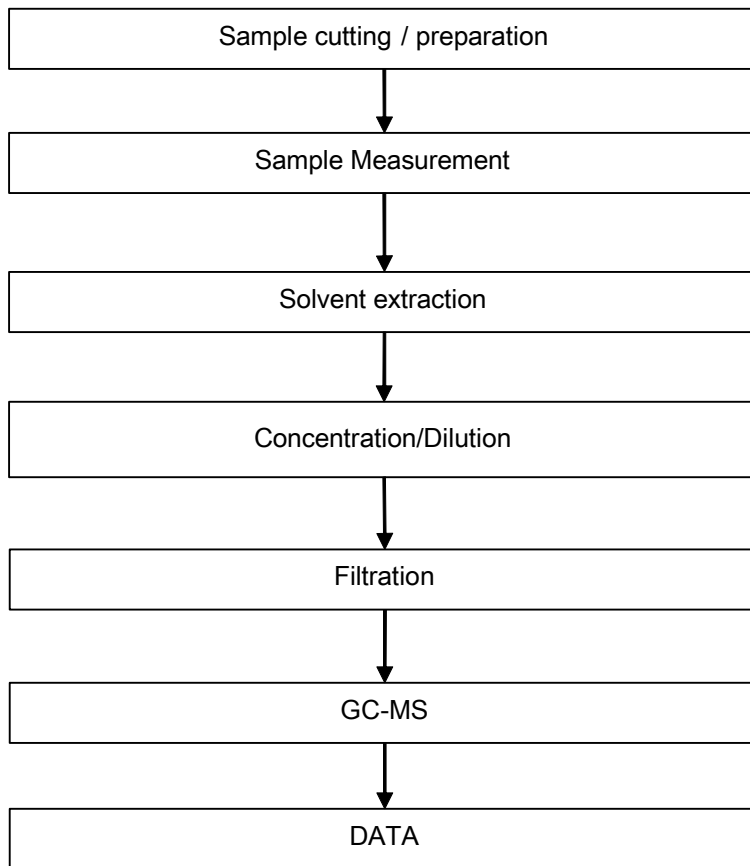 Sample cutting / preparation
Sample Measurement
Solvent extraction
Concentration/Dilution
Filtration
GC-MS
DATA